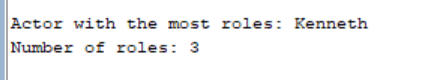 Actor with the most roles: Kenneth
Number of roles: 3